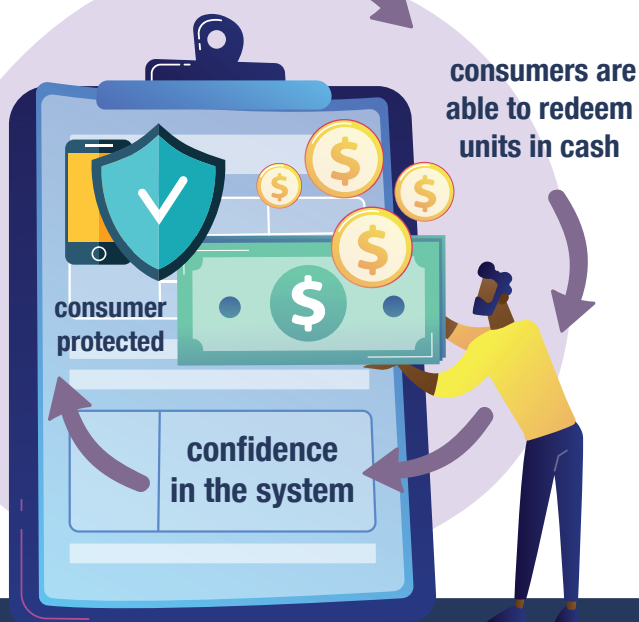 consumers are
able to redeem
units in cash
$
$
$
$
$
consumer
protected
confidence
in the system